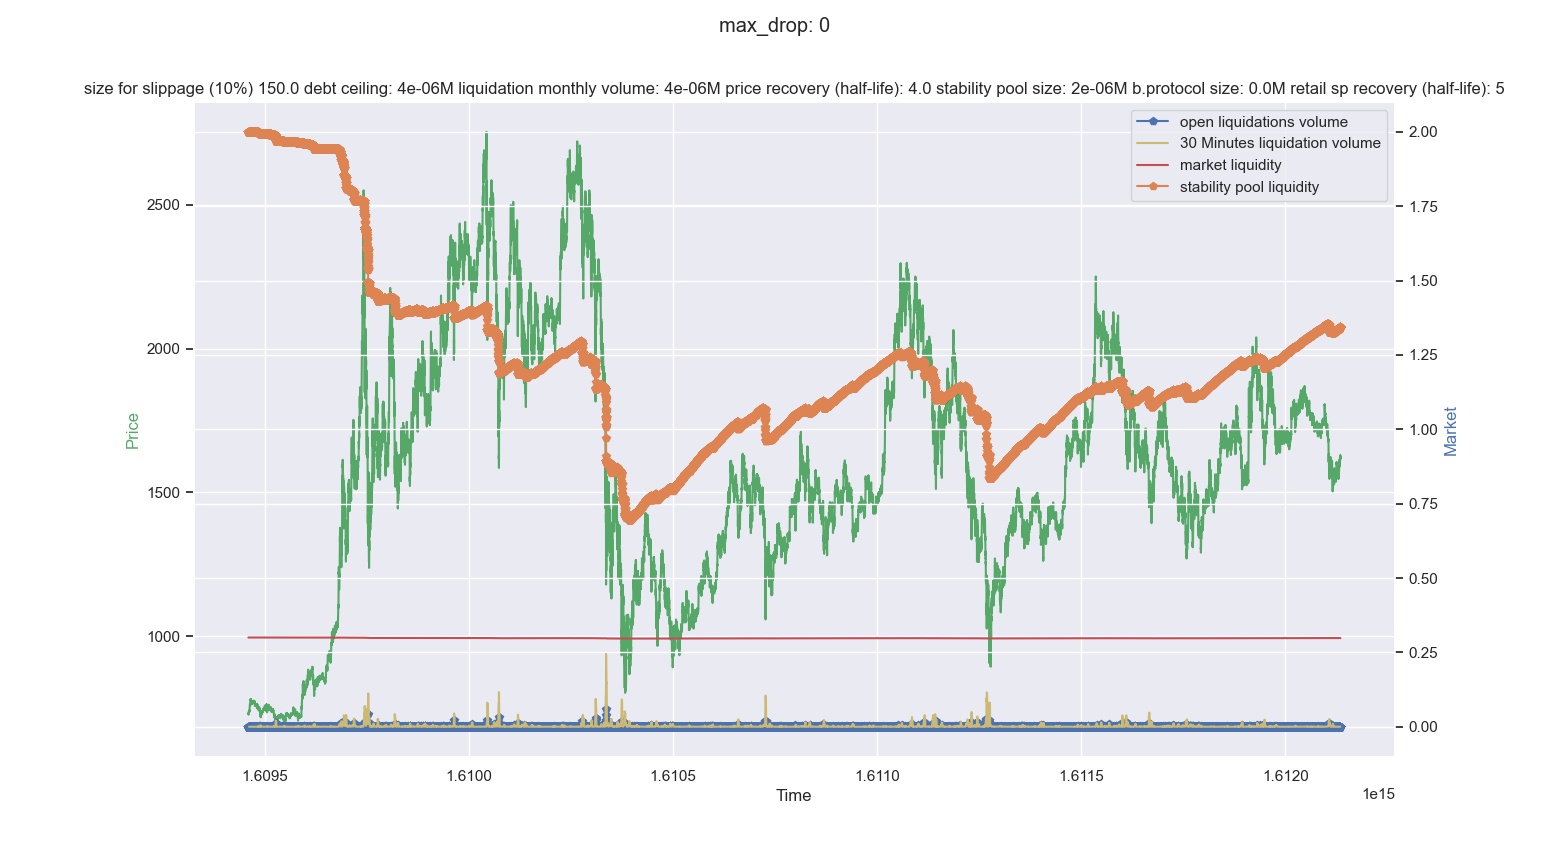 max_drop: 0
size for slippage (10%) 150.0 debt ceiling: 4e-06M liquidation monthly volume: 4e-06M price recovery (half-life): 4.0 stability pool size: 2e-06M b.protocol size: 0.0M retail sp recovery (half-life): 5
open liquidations volume
30 Minutes liquidation volume
market liquidity
stability pool liquidity
2500
2000
1500
1000
Price
2.00
1.75
1.50
1.25
1.00
0.75
0.50
0.25
0.00
Market
1.6095
1.6100
1.6105
1.6110
1.6115
1.6120
1e15
Time